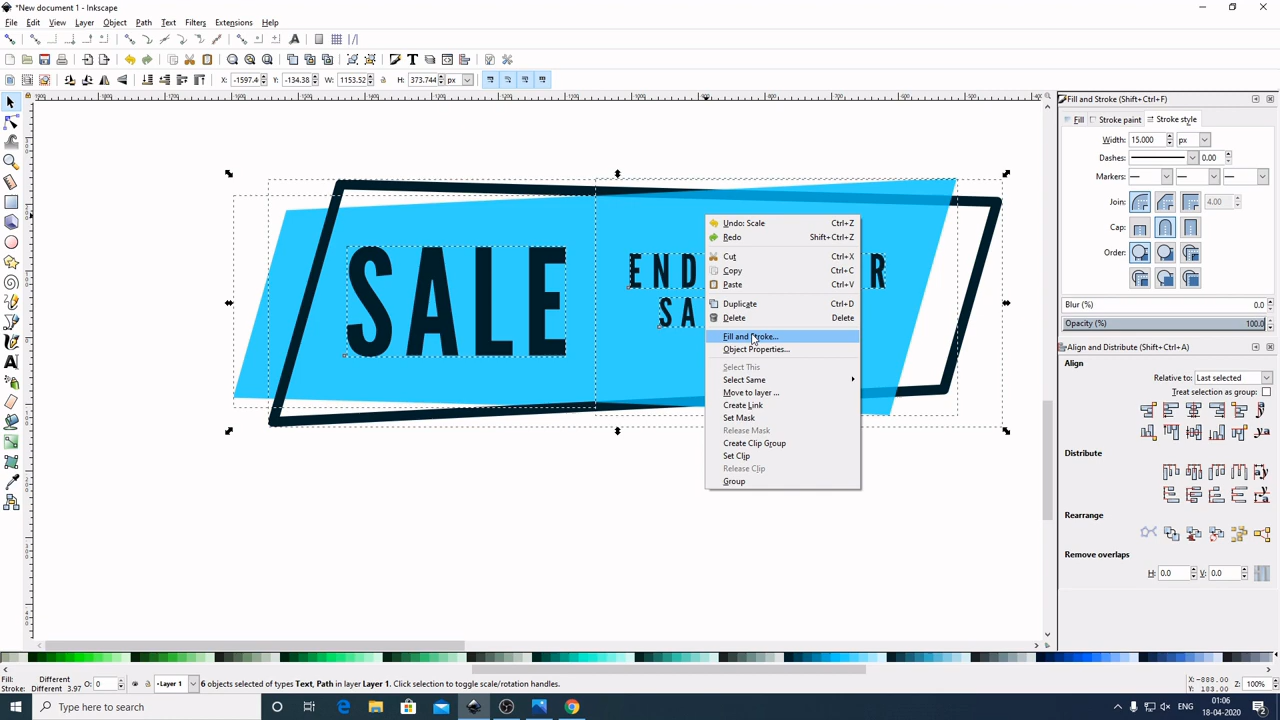 *New document 1 - Inkscape
File Edit View Layer Object Path Text Filters Extensions Help
X: -1597.4 Y: -134.38 W: 1153.52 H: 373.744 px
Fill and Stroke (Shift+Ctrl+F)
Fill Stroke paint Stroke style
Width: 15.000 px
Dashes: 0.00
Markers:
Join: 4.00
Cap:
Order:
Blur (%) 0.0
Opacity (%) 100.0
Align and Distribute (Shift+Ctrl+A)
Align
Relative to: Last selected
Treat selection as group:
Distribute
Rearrange
Remove overlaps
H: 0.0 V: 0.0
SALE
END R
SA
Undo: Scale Ctrl+Z
Redo Shift+Ctrl+Z
Cut Ctrl+X
Copy Ctrl+C
Paste Ctrl+V
Duplicate Ctrl+D
Delete Delete
Fill and Stroke...
Object Properties...
Select This
Select Same
Move to layer ...
Create Link
Set Mask
Release Mask
Create Clip Group
Set Clip
Release Clip
Group
Fill: Different
Stroke: Different 3.97
O: 0
Layer 1
6 objects selected of types Text, Path in layer Layer 1. Click selection to toggle scale/rotation handles.
X: -888.00
Y: 183.00
Z: 100%
Type here to search
01:06
18-04-2020
2